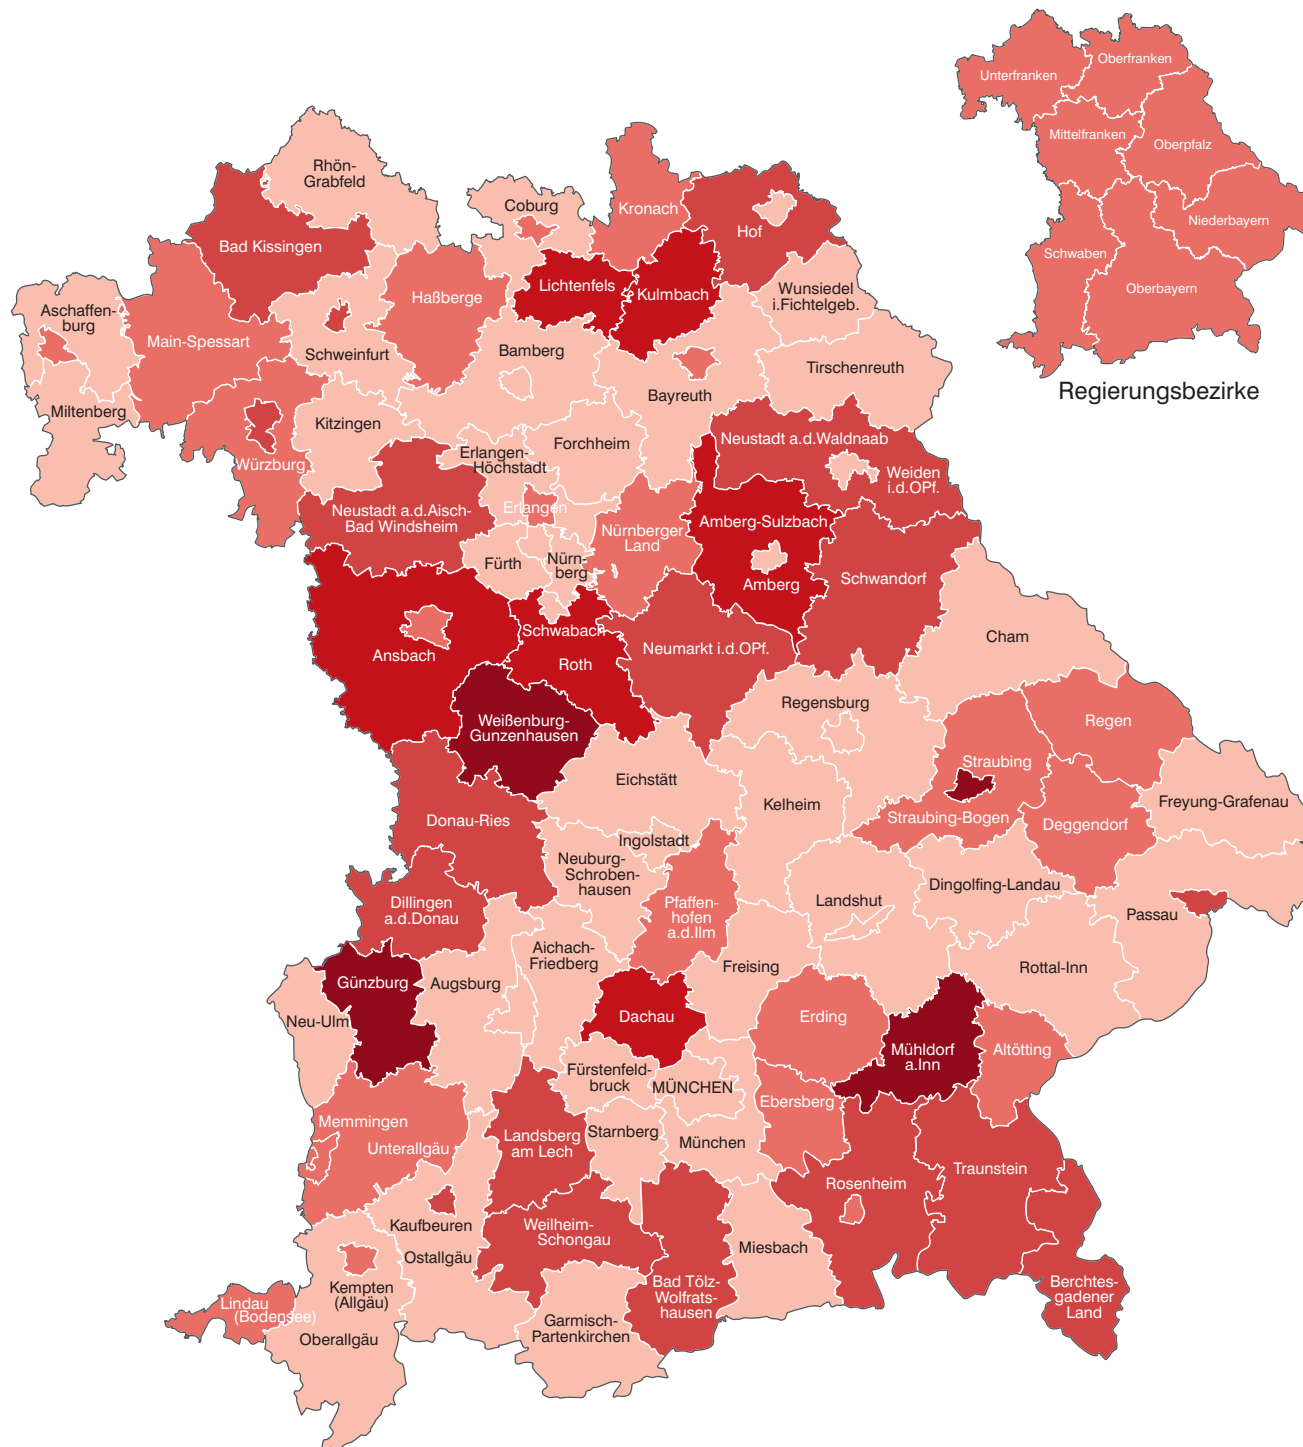 Oberfranken
Unterfranken
Mittelfranken
Oberpfalz
Niederbayern
Schwaben
Oberbayern
Regierungsbezirke
Rhön-
Grabfeld
Coburg
Kronach
Hof
Bad Kissingen
Lichtenfels
Kulmbach
Haßberge
Wunsiedel
i.Fichtelgeb.
Aschaffen-
burg
Main-Spessart
Schweinfurt
Bamberg
Tirschenreuth
Bayreuth
Miltenberg
Kitzingen
Forchheim
Neustadt a.d.Waldnaab
Erlangen-
Höchstadt
Würzburg
Weiden
i.d.OPf.
Neustadt a.d.Aisch-
Bad Windsheim
Erlangen
Nürnberger
Land
Amberg-Sulzbach
Fürth
Nürn-
berg
Amberg
Schwandorf
Schwabach
Cham
Ansbach
Roth
Neumarkt i.d.OPf.
Regensburg
Weißenburg-
Gunzenhausen
Regen
Straubing
Eichstätt
Kelheim
Freyung-Grafenau
Donau-Ries
Straubing-Bogen
Deggendorf
Ingolstadt
Neuburg-
Schroben-
hausen
Dingolfing-Landau
Dillingen
a.d.Donau
Pfaffen-
hofen
a.d.Ilm
Landshut
Passau
Aichach-
Friedberg
Freising
Rottal-Inn
Günzburg
Augsburg
Neu-Ulm
Dachau
Erding
Mühldorf
a.Inn
Altötting
Fürstenfeld-
bruck
MÜNCHEN
Ebersberg
Memmingen
Unterallgäu
Landsberg
am Lech
Starnberg
München
Traunstein
Rosenheim
Kaufbeuren
Weilheim-
Schongau
Ostallgäu
Miesbach
Kempten
(Allgäu)
Bad Tölz-
Wolfrats-
hausen
Berchtes-
gadener
Land
Lindau
(Bodensee)
Oberallgäu
Garmisch-
Partenkirchen